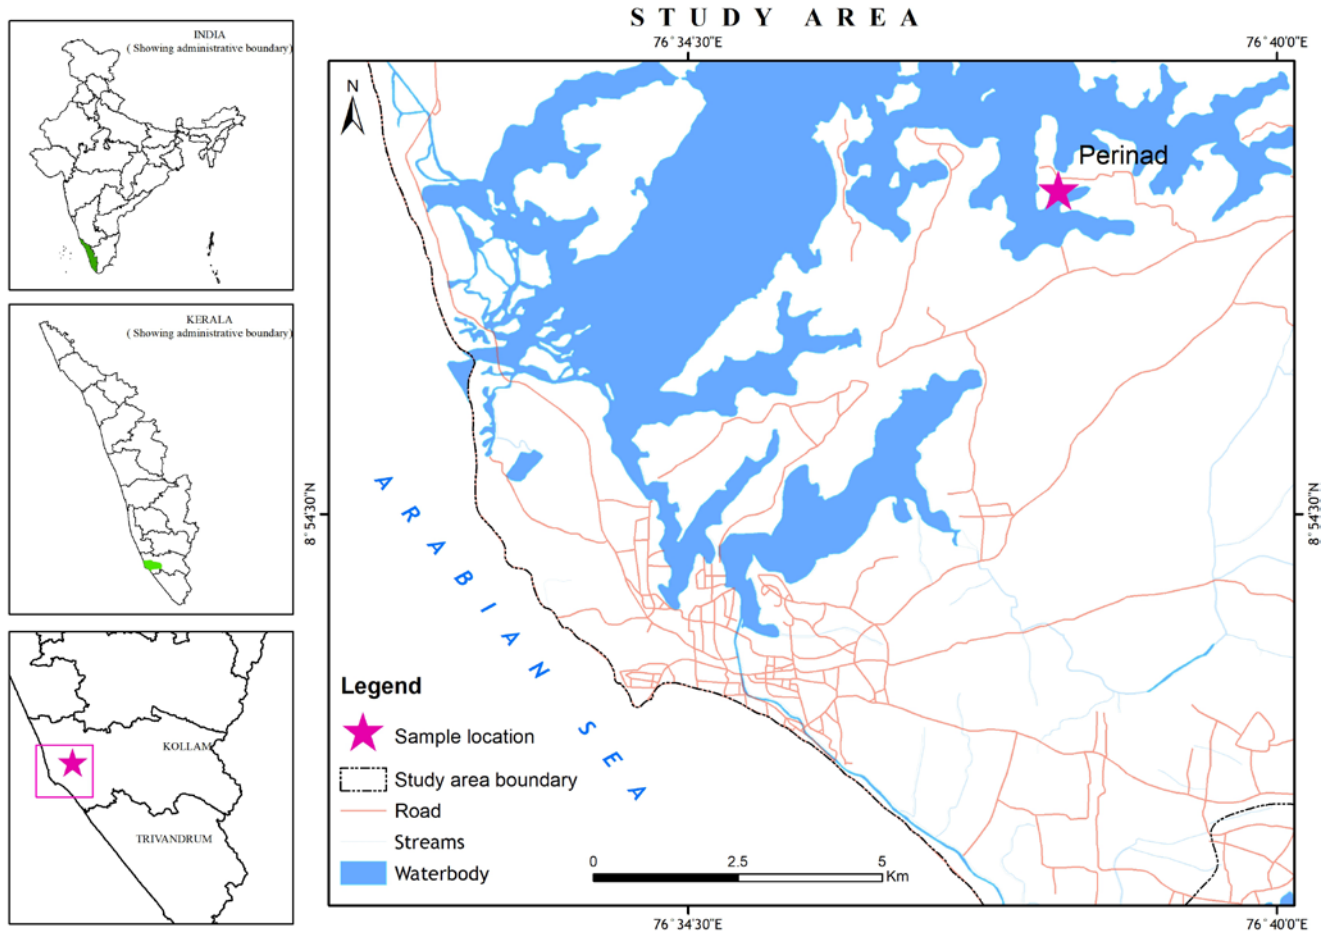 STUDY AREA
INDIA
( Showing administrative boundary)
KERALA
( Showing administrative boundary)
KOLLAM
TRIVANDRUM
76°34'30"E
76°40'0"E
N
Perinad
8°54'30"N
8°54'30"N
ARABIAN SEA
Legend
Sample location
Study area boundary
Road
Streams
Waterbody
0 2.5 5
Km
76°34'30"E
76°40'0"E